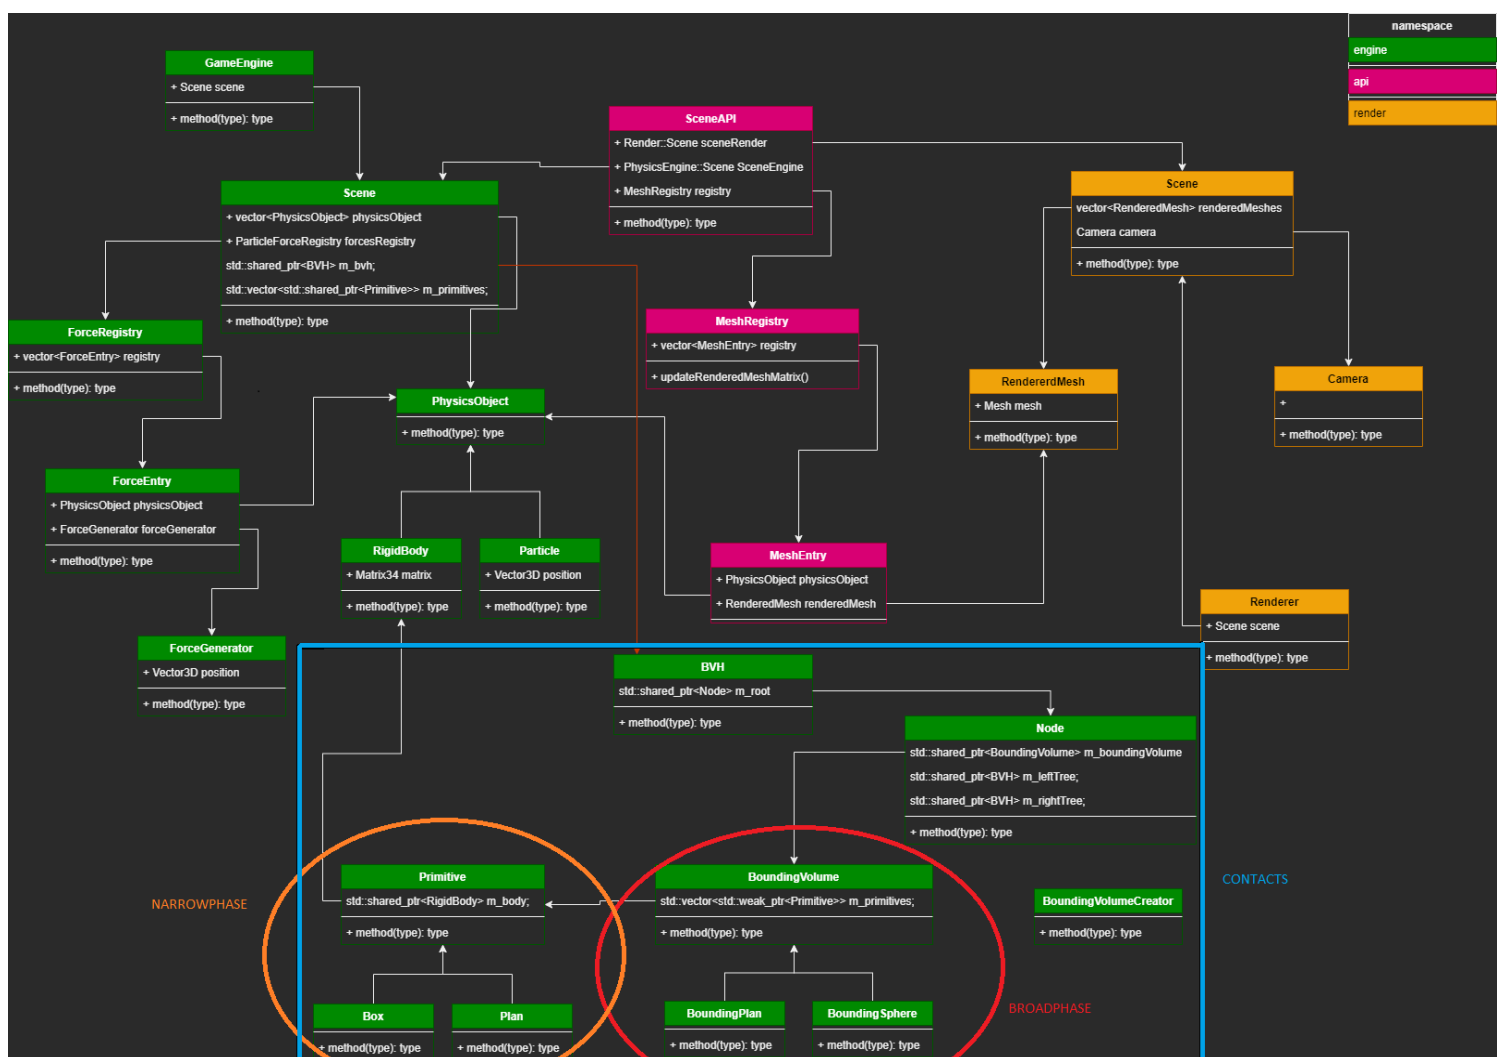 namespace
engine
api
render
GameEngine
+ Scene scene
+ method(type): type
SceneAPI
+ Render::Scene sceneRender
+ PhysicsEngine::Scene SceneEngine
+ MeshRegistry registry
+ method(type): type
Scene
+ vector<PhysicsObject> physicsObject
+ ParticleForceRegistry forcesRegistry
std::shared_ptr<BVH> m_bvh;
std::vector<std::shared_ptr<Primitive>> m_primitives;
+ method(type): type
Scene
vector<RenderedMesh> renderedMeshes
Camera camera
+ method(type): type
ForceRegistry
+ vector<ForceEntry> registry
+ method(type): type
MeshRegistry
+ vector<MeshEntry> registry
+ updateRenderedMeshMatrix()
PhysicsObject
+ method(type): type
RendererdMesh
+ Mesh mesh
+ method(type): type
Camera
+
+ method(type): type
ForceEntry
+ PhysicsObject physicsObject
+ ForceGenerator forceGenerator
+ method(type): type
RigidBody
+ Matrix34 matrix
+ method(type): type
Particle
+ Vector3D position
+ method(type): type
MeshEntry
+ PhysicsObject physicsObject
+ RenderedMesh renderedMesh
Renderer
+ Scene scene
+ method(type): type
ForceGenerator
+ Vector3D position
+ method(type): type
BVH
std::shared_ptr<Node> m_root
+ method(type): type
Node
std::shared_ptr<BoundingVolume> m_boundingVolume
std::shared_ptr<BVH> m_leftTree;
std::shared_ptr<BVH> m_rightTree;
+ method(type): type
NARROWPHASE
Primitive
std::shared_ptr<RigidBody> m_body;
+ method(type): type
BoundingVolume
std::vector<std::weak_ptr<Primitive>> m_primitives;
+ method(type): type
BoundingVolumeCreator
+ method(type): type
CONTACTS
Box
+ method(type): type
Plan
+ method(type): type
BoundingPlan
+ method(type): type
BoundingSphere
+ method(type): type
BROADPHASE